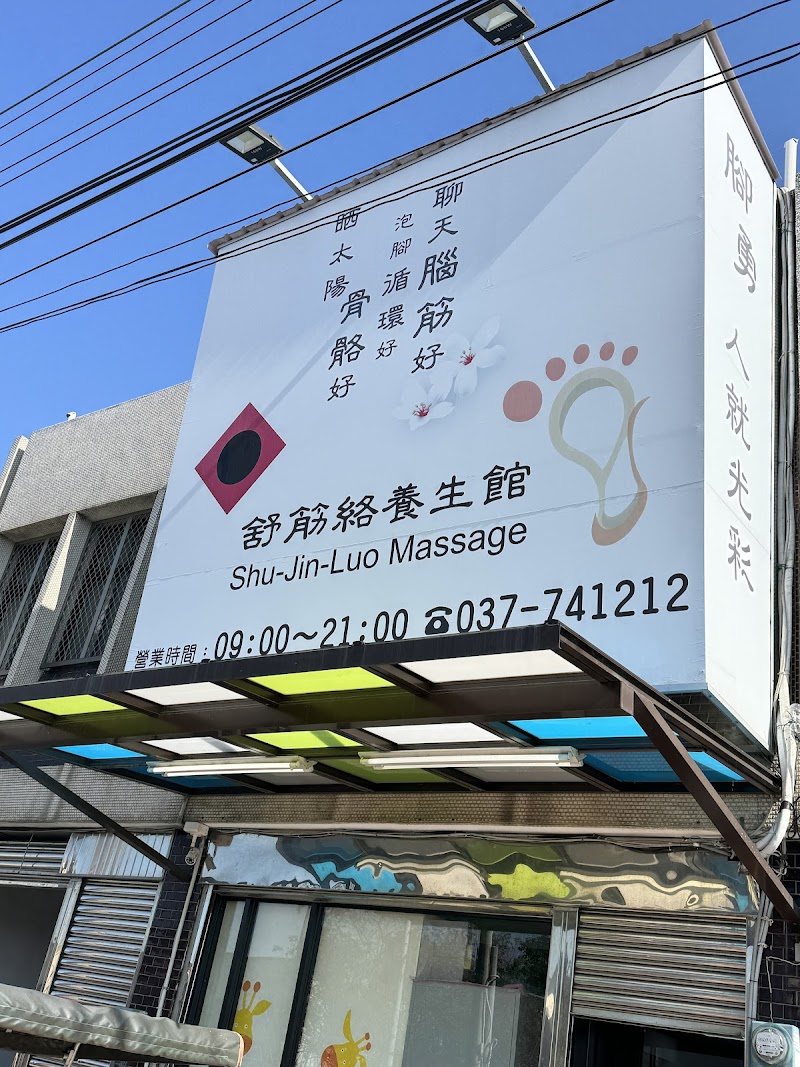 聊天腦筋好
泡腳循環好
晒太陽骨骼好
舒筋絡養生館
Shu-Jin-Luo Massage
營業時間：09:00～21:00 ☎037-741212
腳勇 人就光彩